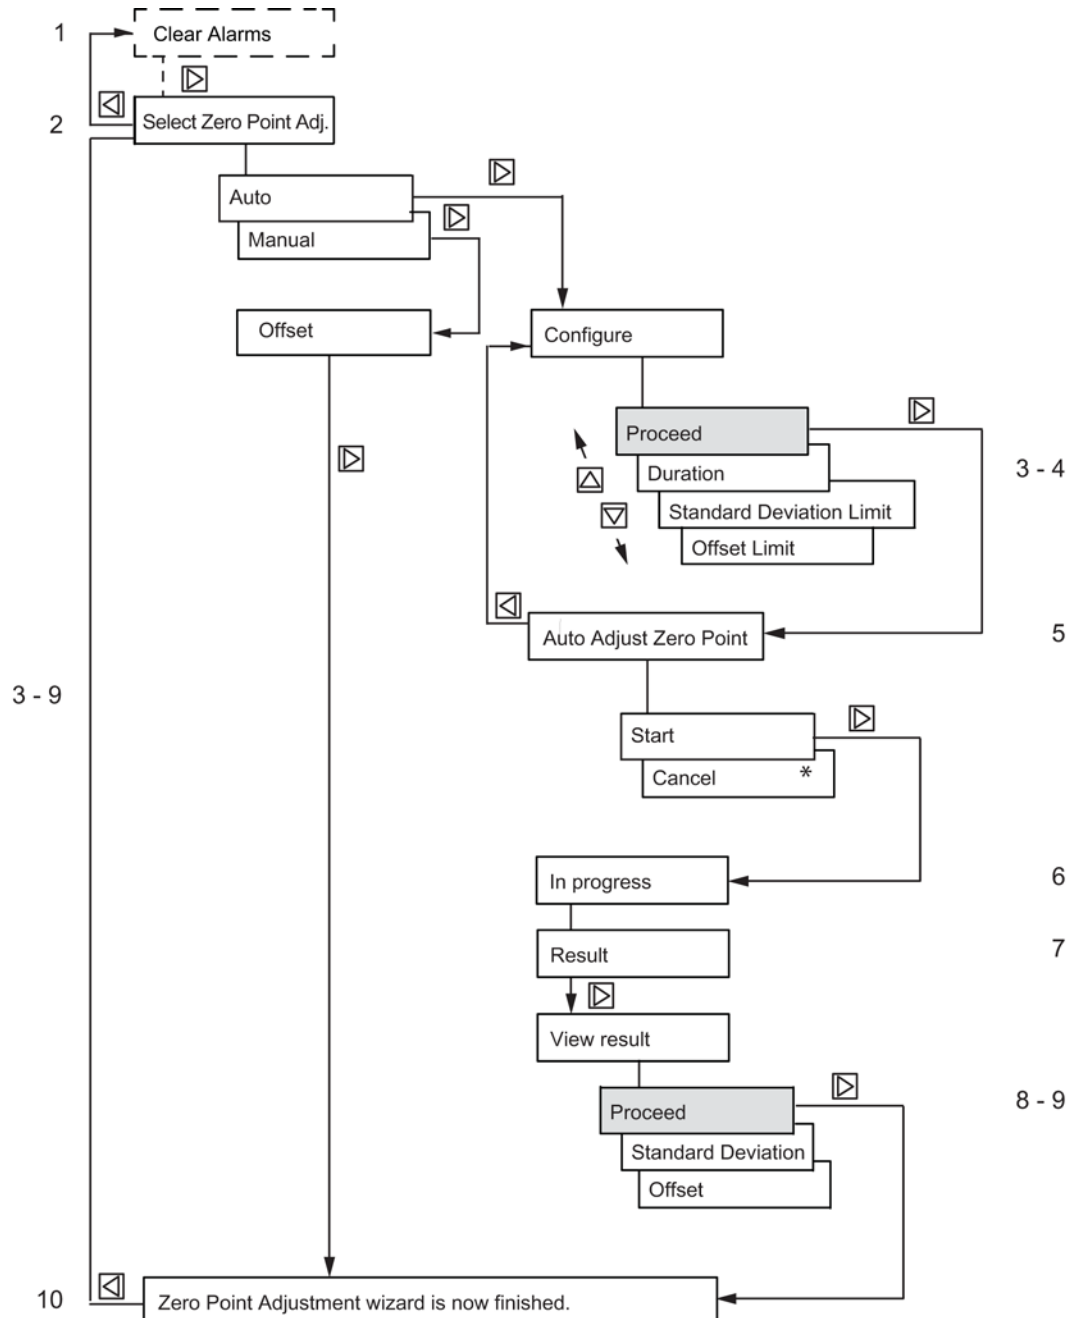 1
Clear Alarms
2
Select Zero Point Adj.
Auto
Manual
Offset
Configure
Proceed
3 - 4
Duration
Standard Deviation Limit
Offset Limit
Auto Adjust Zero Point
5
3 - 9
Start
Cancel *
In progress
6
Result
7
View result
Proceed
8 - 9
Standard Deviation
Offset
10
Zero Point Adjustment wizard is now finished.